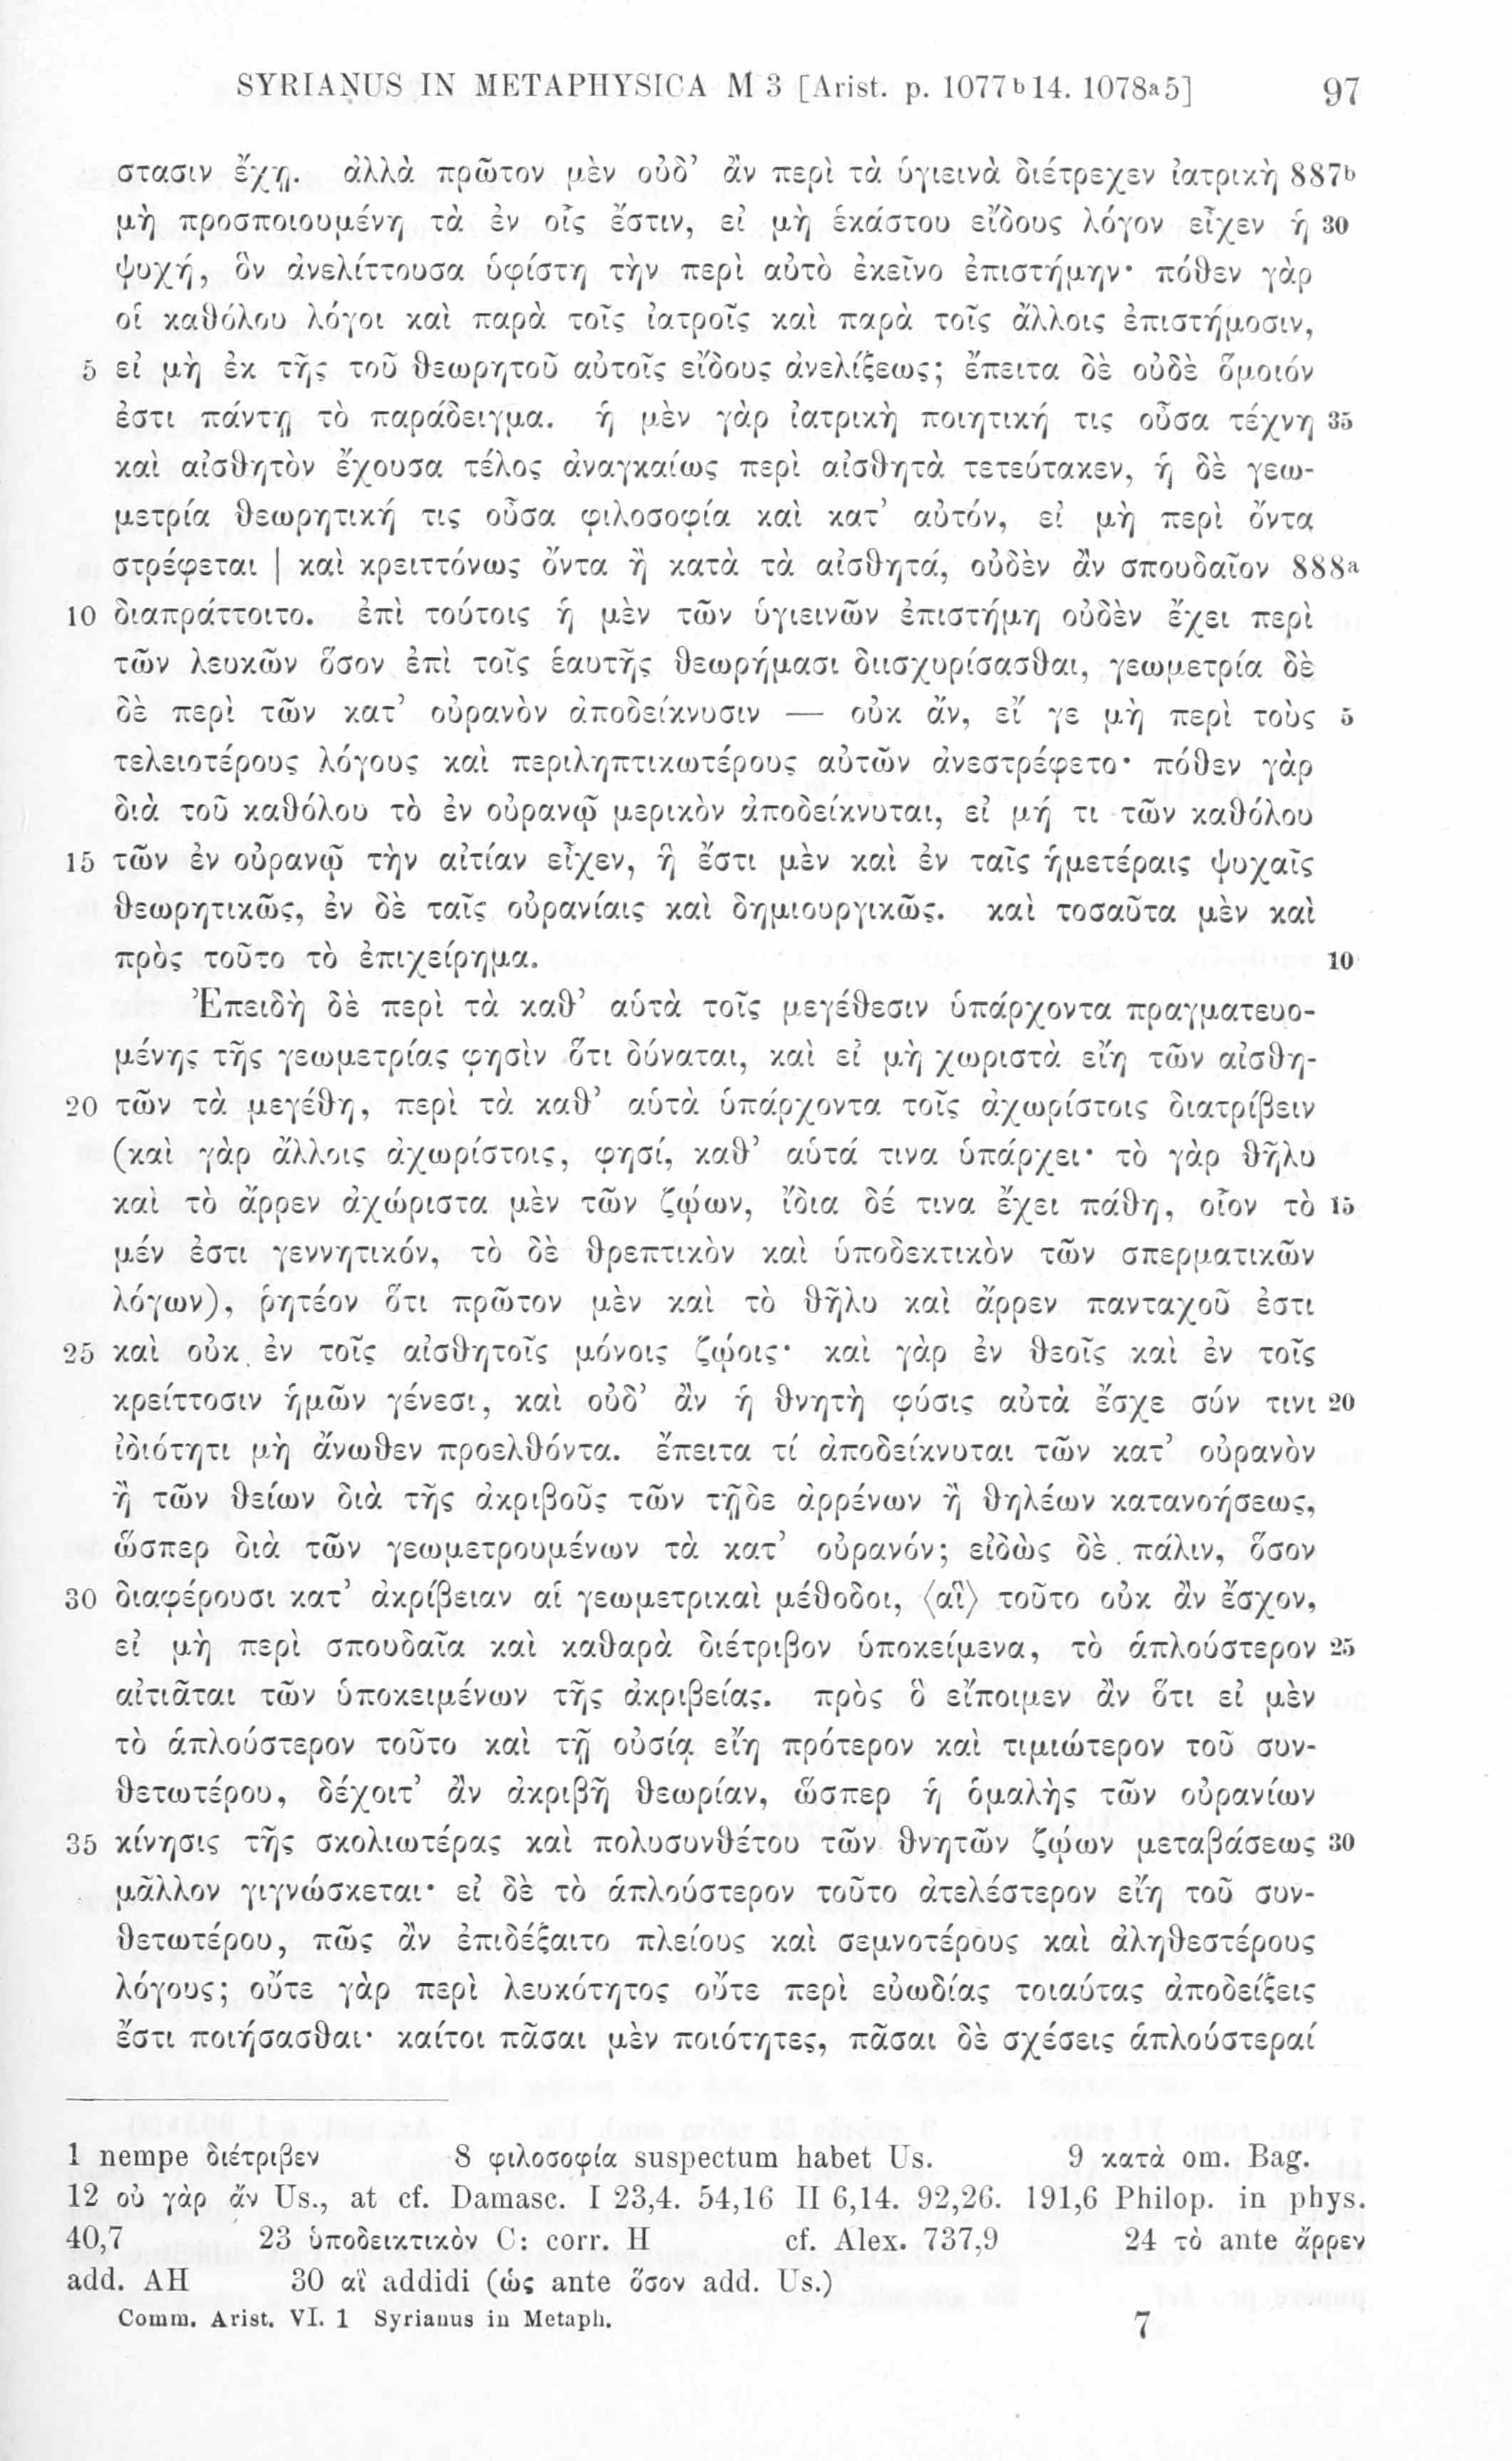 SYRIANUS IN METAPHYSICA M 3 [Arist. p. 1077ᵇ14. 1078ᵃ5] 97
στασιν ἔχῃ. ἀλλὰ πρῶτον μὲν οὐδ’ ἂν περὶ τὰ ὑγιεινὰ διέτρεχεν ἰατρικὴ 887ᵇ
μὴ προσποιουμένη τὰ ἐν οἷς ἔστιν, εἰ μὴ ἑκάστου εἴδους λόγον εἶχεν ἡ 30
ψυχή, ὃν ἀνελίττουσα ὑφίστη τὴν περὶ αὐτὸ ἐκεῖνο ἐπιστήμην· πόθεν γὰρ
οἱ καθόλου λόγοι καὶ παρὰ τοῖς ἰατροῖς καὶ παρὰ τοῖς ἄλλοις ἐπιστήμοσιν,
5 εἰ μὴ ἐκ τῆς τοῦ θεωρητοῦ αὐτοῖς εἴδους ἀνελίξεως; ἔπειτα δὲ οὐδὲ ὅμοιόν
ἐστι πάντῃ τὸ παράδειγμα. ἡ μὲν γὰρ ἰατρικὴ ποιητική τις οὖσα τέχνη 35
καὶ αἰσθητὸν ἔχουσα τέλος ἀναγκαίως περὶ αἰσθητὰ τετεύτακεν, ἡ δὲ γεω-
μετρία θεωρητική τις οὖσα φιλοσοφία καὶ κατ’ αὐτόν, εἰ μὴ περὶ ὄντα
στρέφεται | καὶ κρειττόνως ὄντα ἢ κατὰ τὰ αἰσθητά, οὐδὲν ἂν σπουδαῖον 888ᵃ
10 διαπράττοιτο. ἐπὶ τούτοις ἡ μὲν τῶν ὑγιεινῶν ἐπιστήμη οὐδὲν ἔχει περὶ
τῶν λευκῶν ὅσον ἐπὶ τοῖς ἑαυτῆς θεωρήμασι διισχυρίσασθαι, γεωμετρία δὲ
δὲ περὶ τῶν κατ’ οὐρανὸν ἀποδείκνυσιν — οὐκ ἄν, εἴ γε μὴ περὶ τοὺς 5
τελειοτέρους λόγους καὶ περιληπτικωτέρους αὐτῶν ἀνεστρέφετο· πόθεν γὰρ
διὰ τοῦ καθόλου τὸ ἐν οὐρανῷ μερικὸν ἀποδείκνυται, εἰ μή τι τῶν καθόλου
15 τῶν ἐν οὐρανῷ τὴν αἰτίαν εἶχεν, ἣ ἔστι μὲν καὶ ἐν ταῖς ἡμετέραις ψυχαῖς
θεωρητικῶς, ἐν δὲ ταῖς οὐρανίαις καὶ δημιουργικῶς. καὶ τοσαῦτα μὲν καὶ
πρὸς τοῦτο τὸ ἐπιχείρημα. 10
Ἐπειδὴ δὲ περὶ τὰ καθ’ αὑτὰ τοῖς μεγέθεσιν ὑπάρχοντα πραγματευο-
μένης τῆς γεωμετρίας φησὶν ὅτι δύναται, καὶ εἰ μὴ χωριστὰ εἴη τῶν αἰσθη-
20 τῶν τὰ μεγέθη, περὶ τὰ καθ’ αὑτὰ ὑπάρχοντα τοῖς ἀχωρίστοις διατρίβειν
(καὶ γὰρ ἄλλοις ἀχωρίστοις, φησί, καθ’ αὑτά τινα ὑπάρχει· τὸ γὰρ θῆλυ
καὶ τὸ ἄρρεν ἀχώριστα μὲν τῶν ζῴων, ἴδια δέ τινα ἔχει πάθη, οἷον τὸ 15
μέν ἐστι γεννητικόν, τὸ δὲ θρεπτικὸν καὶ ὑποδεκτικὸν τῶν σπερματικῶν
λόγων), ῥητέον ὅτι πρῶτον μὲν καὶ τὸ θῆλυ καὶ ἄρρεν πανταχοῦ ἐστι
25 καὶ οὐκ ἐν τοῖς αἰσθητοῖς μόνοις ζῴοις· καὶ γὰρ ἐν θεοῖς καὶ ἐν τοῖς
κρείττοσιν ἡμῶν γένεσι, καὶ οὐδ’ ἂν ἡ θνητὴ φύσις αὐτὰ ἔσχε σύν τινι 20
ἰδιότητι μὴ ἄνωθεν προελθόντα. ἔπειτα τί ἀποδείκνυται τῶν κατ’ οὐρανὸν
ἢ τῶν θείων διὰ τῆς ἀκριβοῦς τῶν τῇδε ἀρρένων ἢ θηλέων κατανοήσεως,
ὥσπερ διὰ τῶν γεωμετρουμένων τὰ κατ’ οὐρανόν; εἰδὼς δὲ πάλιν, ὅσον
30 διαφέρουσι κατ’ ἀκρίβειαν αἱ γεωμετρικαὶ μέθοδοι, ⟨αἳ⟩ τοῦτο οὐκ ἂν ἔσχον,
εἰ μὴ περὶ σπουδαῖα καὶ καθαρὰ διέτριβον ὑποκείμενα, τὸ ἁπλούστερον 25
αἰτιᾶται τῶν ὑποκειμένων τῆς ἀκριβείας. πρὸς ὃ εἴποιμεν ἂν ὅτι εἰ μὲν
τὸ ἁπλούστερον τοῦτο καὶ τῇ οὐσίᾳ εἴη πρότερον καὶ τιμιώτερον τοῦ συν-
θετωτέρου, δέχοιτ’ ἂν ἀκριβῆ θεωρίαν, ὥσπερ ἡ ὁμαλὴς τῶν οὐρανίων
35 κίνησις τῆς σκολιωτέρας καὶ πολυσυνθέτου τῶν θνητῶν ζῴων μεταβάσεως 30
μᾶλλον γιγνώσκεται· εἰ δὲ τὸ ἁπλούστερον τοῦτο ἀτελέστερον εἴη τοῦ συν-
θετωτέρου, πῶς ἂν ἐπιδέξαιτο πλείους καὶ σεμνοτέρους καὶ ἀληθεστέρους
λόγους; οὔτε γὰρ περὶ λευκότητος οὔτε περὶ εὐωδίας τοιαύτας ἀποδείξεις
ἔστι ποιήσασθαι· καίτοι πᾶσαι μὲν ποιότητες, πᾶσαι δὲ σχέσεις ἁπλούστεραί
1 nempe διέτριβεν 8 φιλοσοφία suspectum habet Us. 9 κατὰ om. Bag.
12 οὐ γὰρ ἄν Us., at cf. Damasc. I 23,4. 54,16 II 6,14. 92,26. 191,6 Philop. in phys.
40,7 23 ὑποδεικτικὸν C: corr. H cf. Alex. 737,9 24 τὸ ante ἄρρεν
add. AH 30 αἳ addidi (ὡς ante ὅσον add. Us.)
Comm. Arist. VI. 1 Syrianus in Metaph. 7